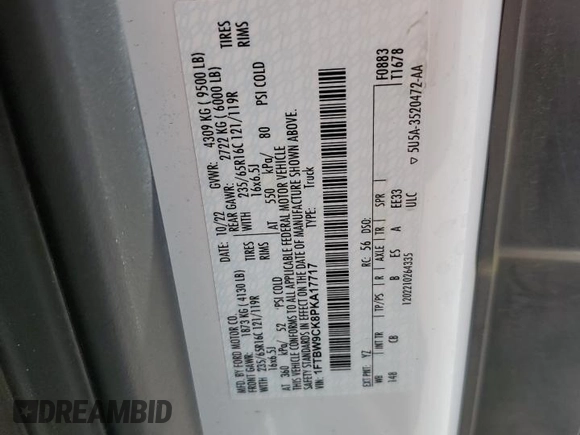 MFD. BY FORD MOTOR CO. 10/22 GVWR: 4309 KG ( 9500 LB)
FRONT GAWR: 1873 KG ( 4130 LB) REAR GAWR: 2722 KG ( 6000 LB)
WITH 235/65R16C 121/119R TIRES WITH 235/65R16C 121/119R TIRES
16x6.5J RIMS 16x6.5J RIMS
AT 360 kPa/ 52 PSI COLD AT 550 kPa/ 80 PSI COLD
THIS VEHICLE CONFORMS TO ALL APPLICABLE FEDERAL MOTOR VEHICLE
SAFETY STANDARDS IN EFFECT ON THE DATE OF MANUFACTURE SHOWN ABOVE.
VIN: 1FTBW9CK8PKA17717 TYPE: Truck
F0883
T1678
EXT PNT: YZ RC: 56 DSO:
WB INT TR TP/PS R AXLE TR SPR
148 CB B E5 A EE33
1202210264335 ULC
5U5A-3520472-AA
DREAMBID